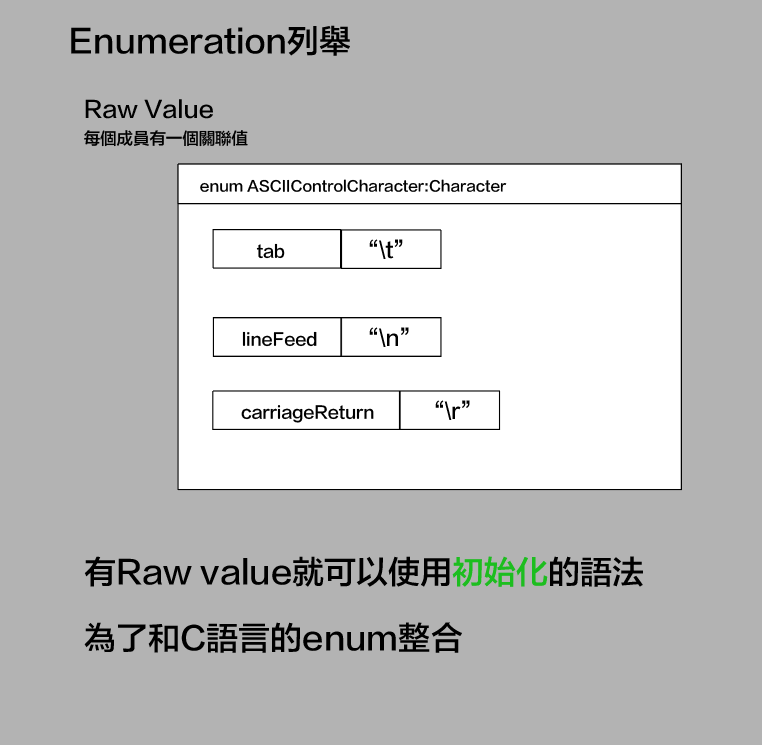 Enumeration列舉
Raw Value
每個成員有一個關聯值
enum ASCIIControlCharacter:Character
tab “\t”
lineFeed “\n”
carriageReturn “\r”
有Raw value就可以使用初始化的語法
為了和C語言的enum整合